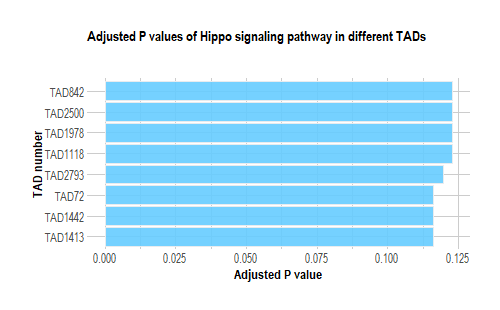 Adjusted P values of Hippo signaling pathway in different TADs
TAD number
TAD842
TAD2500
TAD1978
TAD1118
TAD2793
TAD72
TAD1442
TAD1413
0.000 0.025 0.050 0.075 0.100 0.125
Adjusted P value